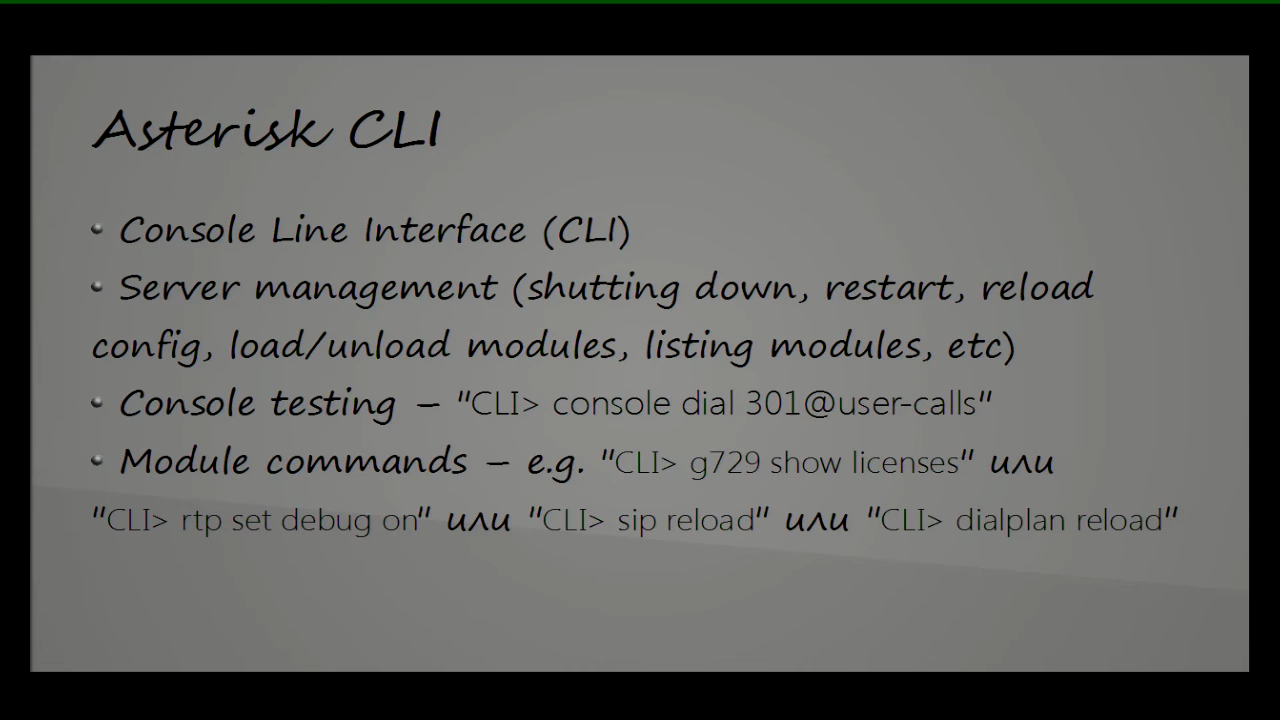 Asterisk CLI
• Console Line Interface (CLI)
• Server management (shutting down, restart, reload
config, load/unload modules, listing modules, etc)
• Console testing – "CLI> console dial 301@user-calls"
• Module commands – e.g. "CLI> g729 show licenses" или
"CLI> rtp set debug on" или "CLI> sip reload" или "CLI> dialplan reload"